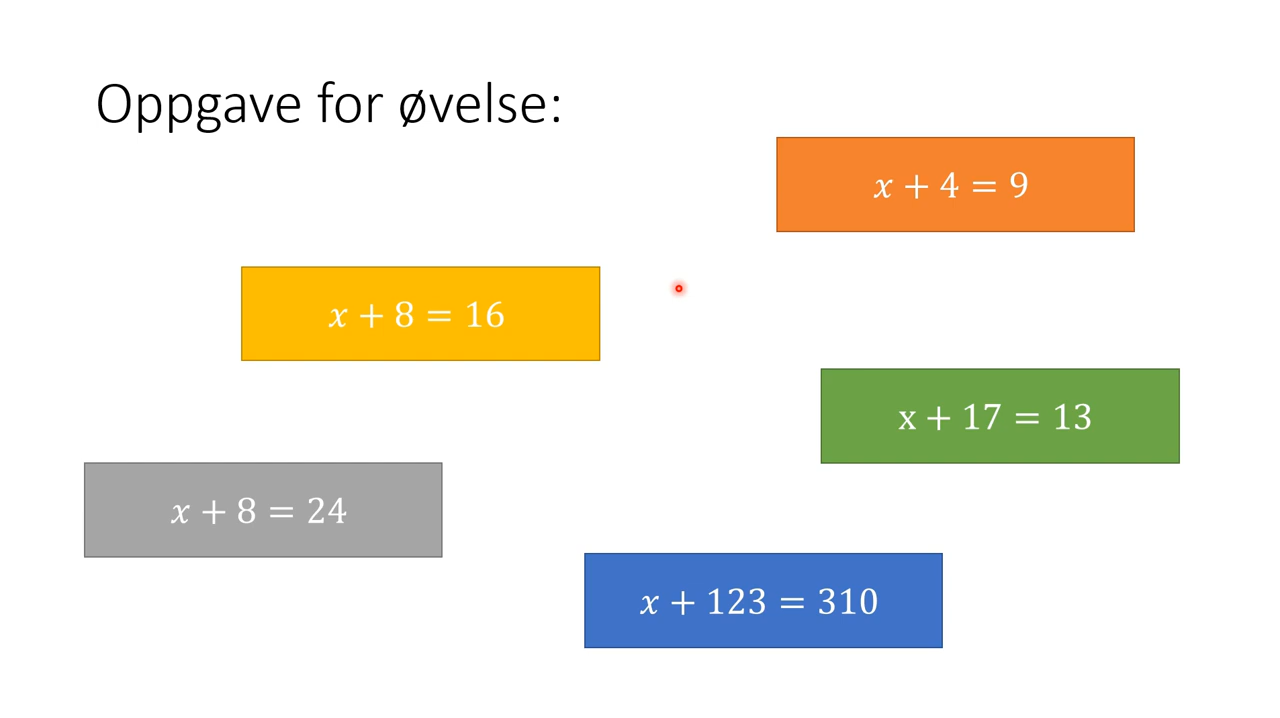 Oppgave for øvelse:
x + 4 = 9
x + 8 = 16
x + 17 = 13
x + 8 = 24
x + 123 = 310